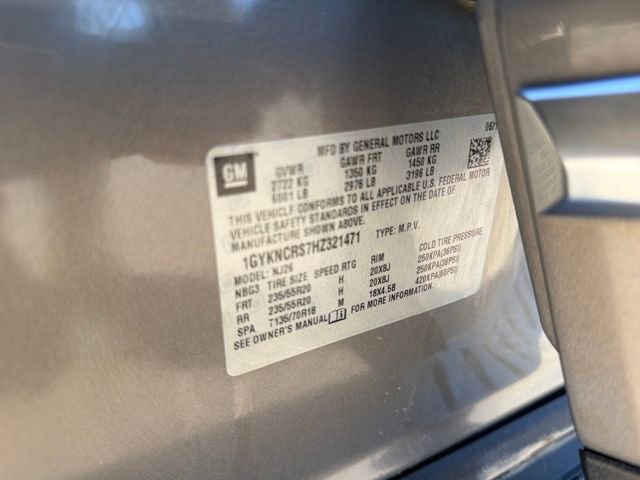 GM
MFD BY GENERAL MOTORS LLC 06/1
GVWR GAWR FRT GAWR RR
2722 KG 1350 KG 1450 KG
6001 LB 2976 LB 3196 LB
THIS VEHICLE CONFORMS TO ALL APPLICABLE U.S. FEDERAL MOTOR
VEHICLE SAFETY STANDARDS IN EFFECT ON THE DATE OF
MANUFACTURE SHOWN ABOVE.
1GYKNCRS7HZ321471 TYPE: M.P.V.
MODEL: NJ26
NBG3 TIRE SIZE SPEED RTG RIM COLD TIRE PRESSURE
FRT 235/55R20 H 20X8J 250KPA(36PSI)
RR 235/55R20 H 20X8J 250KPA(36PSI)
SPA T135/70R18 M 18X4.5B 420KPA(60PSI)
SEE OWNER'S MANUAL FOR MORE INFORMATION.